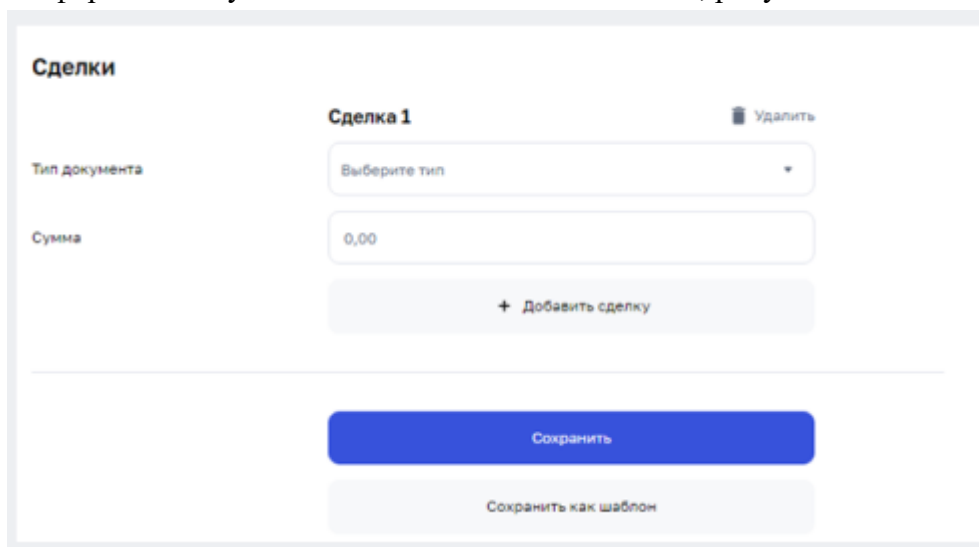 Сделки
Сделка 1 Удалить
Тип документа Выберите тип
Сумма 0,00
+ Добавить сделку
Сохранить
Сохранить как шаблон